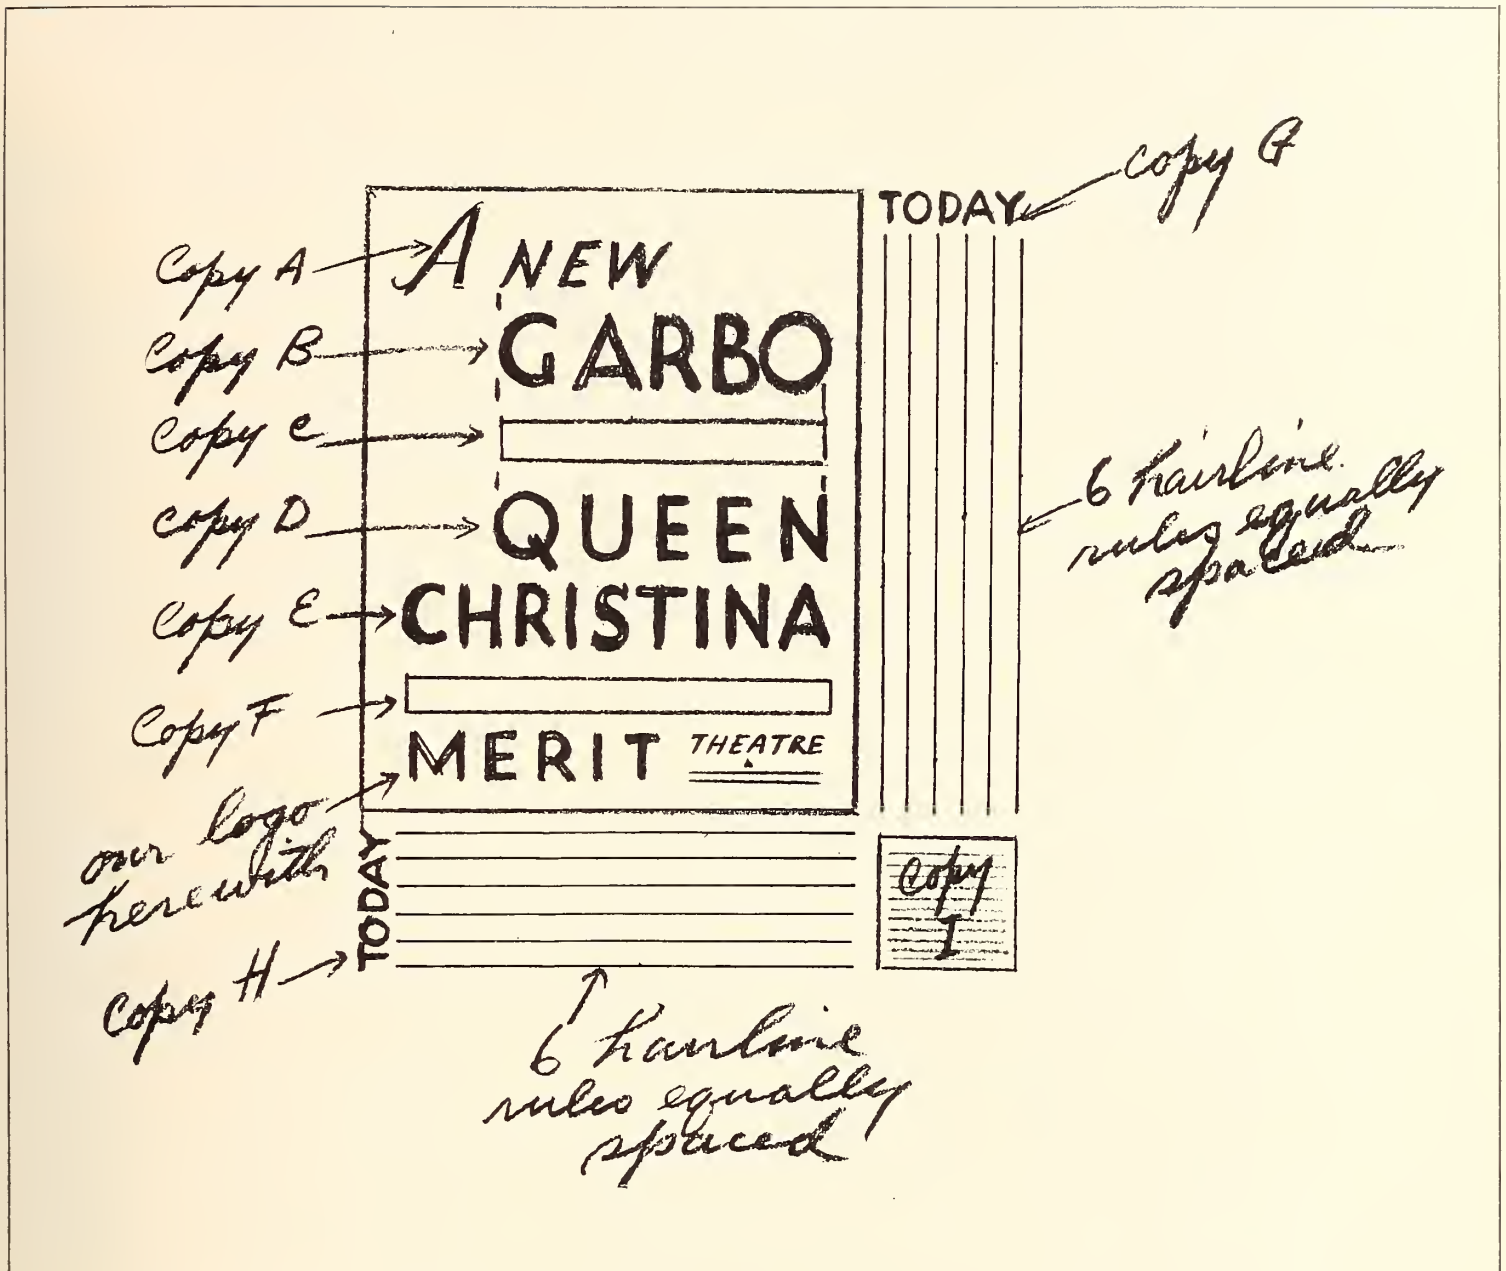 copy G
TODAY
A NEW
Copy A
GARBO
Copy B
Copy C
QUEEN
Copy D
6 hairline
rules equally
spaced
CHRISTINA
Copy E
Copy F
MERIT THEATRE
our logo
herewith
TODAY
Copy H
copy
I
6 hairline
rules equally
spaced